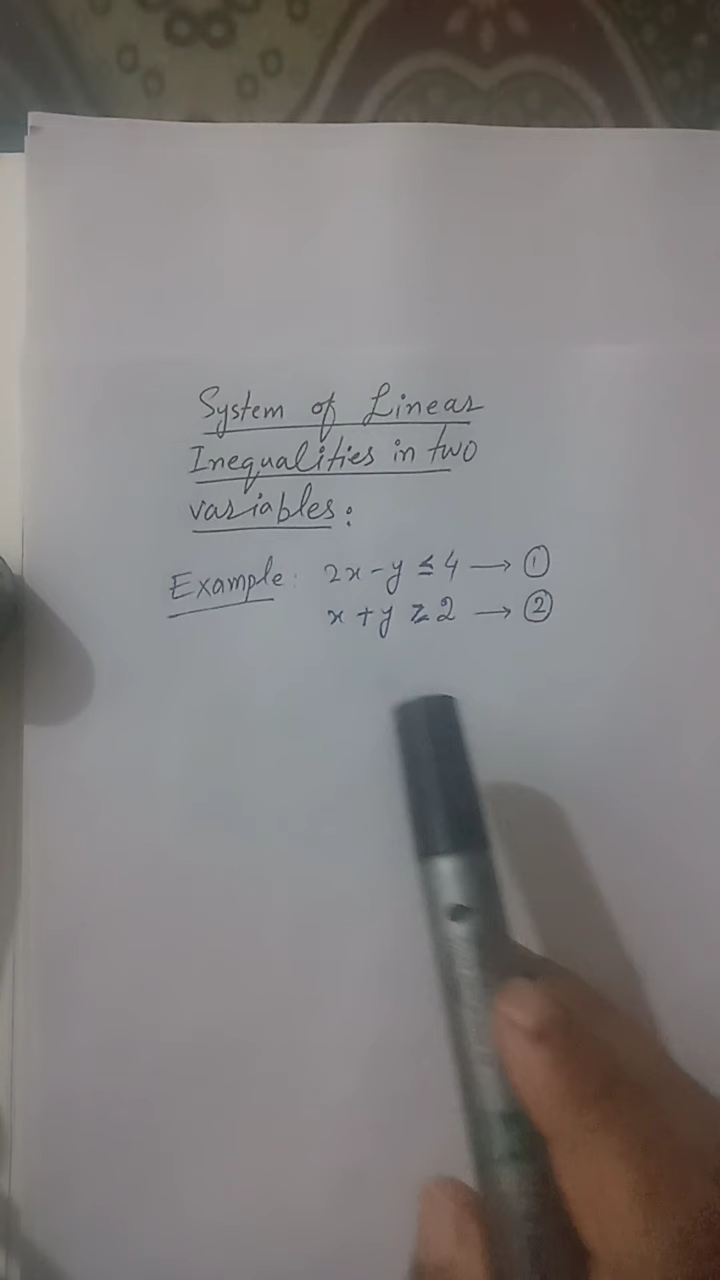 System of Linear
Inequalities in two
variables:
Example: 2x - y ≤ 4 → ①
x + y ≥ 2 → ②